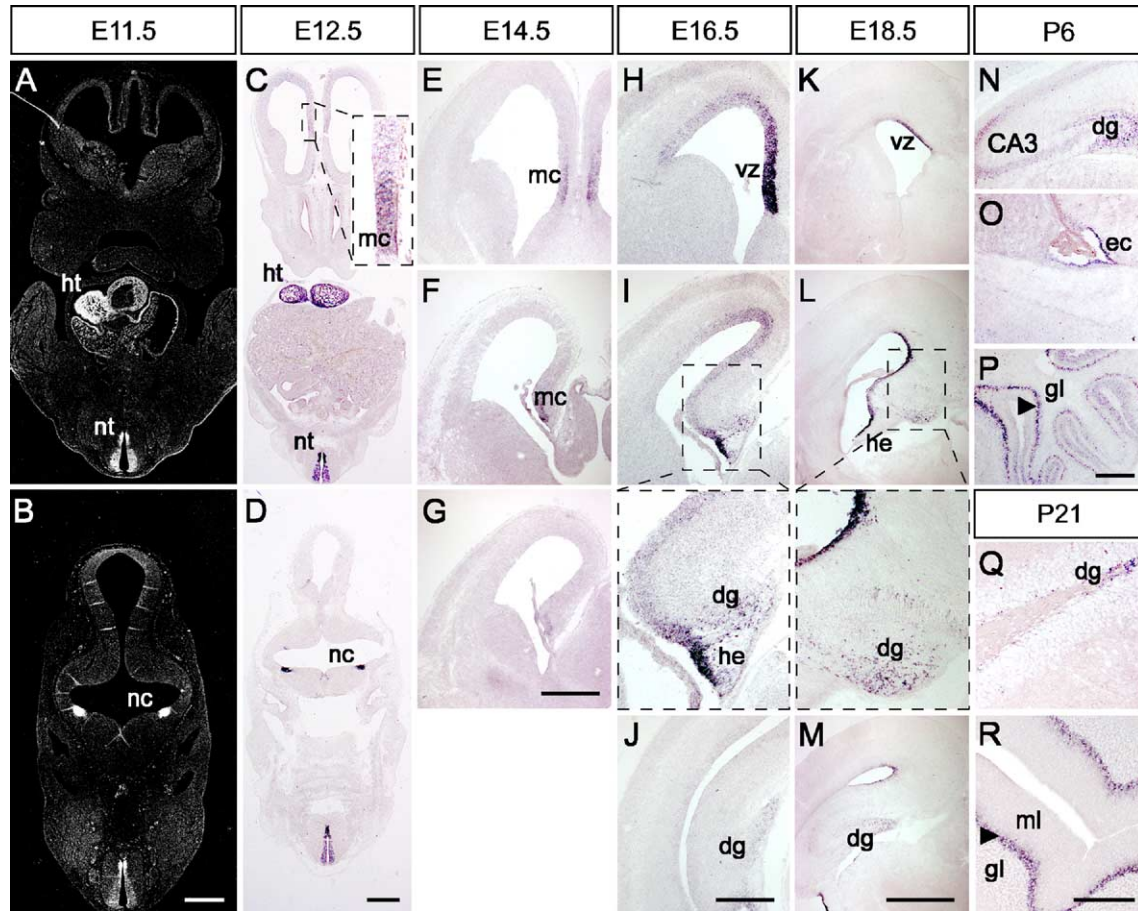 E11.5 E12.5 E14.5 E16.5 E18.5 P6
A ht nt
B nc
C mc ht nt
D nc
E mc
F mc
G
H vz
I
dg he
J dg
K vz
L he
dg
M dg
N CA3 dg
O ec
P gl
P21
Q dg
R ml gl